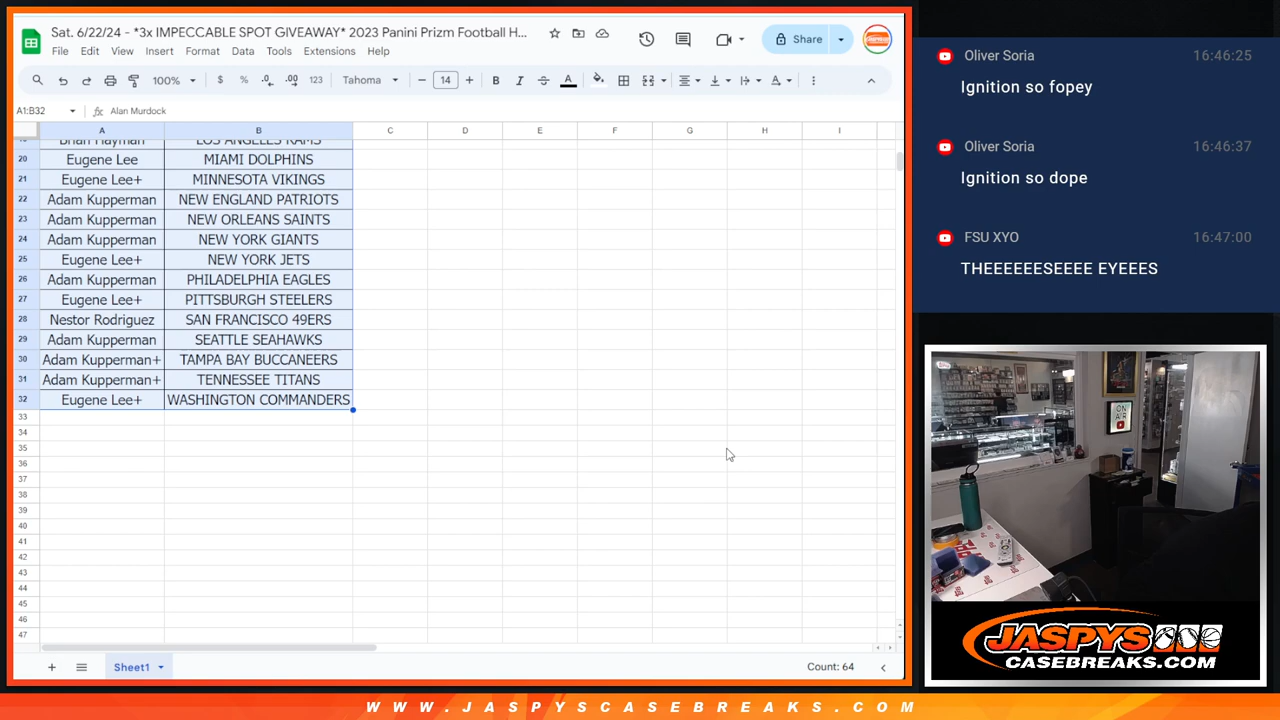 Sat. 6/22/24 - *3x IMPECCABLE SPOT GIVEAWAY* 2023 Panini Prizm Football H...
File Edit View Insert Format Data Tools Extensions Help
Share
100% $ % .0 .00 123 Tahoma 14 B I A
A1:B32 fx Alan Murdock
A B C D E F G H I
Brian Hayman LOS ANGELES RAMS
20 Eugene Lee MIAMI DOLPHINS
21 Eugene Lee+ MINNESOTA VIKINGS
22 Adam Kupperman NEW ENGLAND PATRIOTS
23 Adam Kupperman NEW ORLEANS SAINTS
24 Adam Kupperman NEW YORK GIANTS
25 Eugene Lee+ NEW YORK JETS
26 Adam Kupperman PHILADELPHIA EAGLES
27 Eugene Lee+ PITTSBURGH STEELERS
28 Nestor Rodriguez SAN FRANCISCO 49ERS
29 Adam Kupperman SEATTLE SEAHAWKS
30 Adam Kupperman+ TAMPA BAY BUCCANEERS
31 Adam Kupperman+ TENNESSEE TITANS
32 Eugene Lee+ WASHINGTON COMMANDERS
33
34
35
36
37
38
39
40
41
42
43
44
45
46
47
Sheet1
Count: 64
Oliver Soria 16:46:25
Ignition so fopey
Oliver Soria 16:46:37
Ignition so dope
FSU XYO 16:47:00
THEEEEEESEEEE EYEEES
ON
AIR
JASPYS
CASEBREAKS.COM
WWW.JASPYSCASEBREAKS.COM